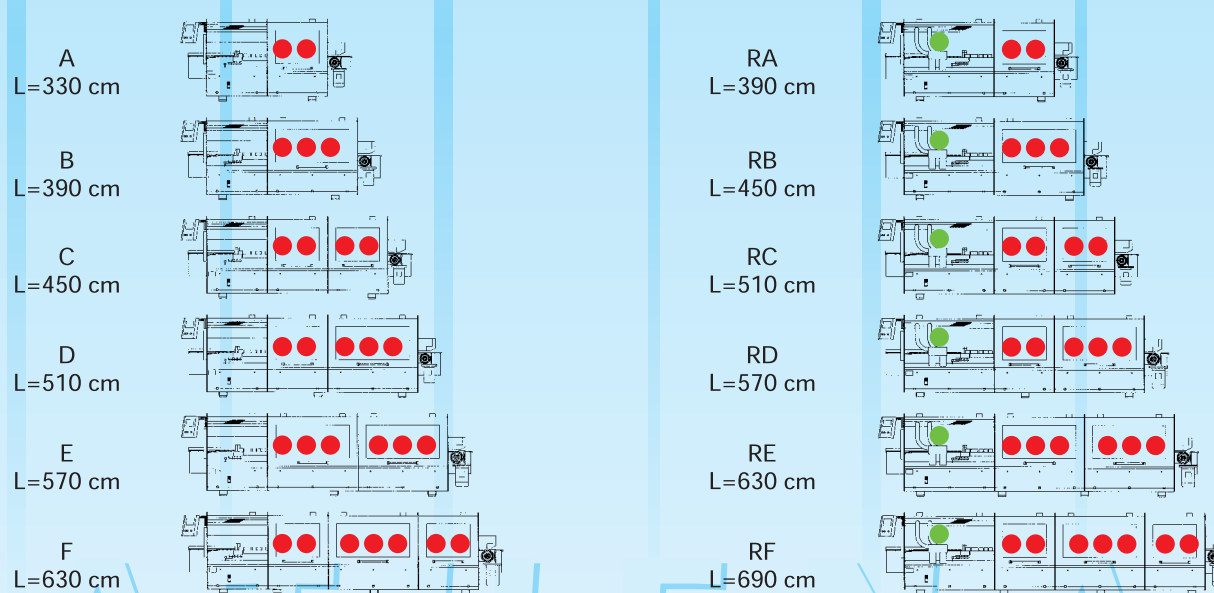 A
L=330 cm
RA
L=390 cm
B
L=390 cm
RB
L=450 cm
C
L=450 cm
RC
L=510 cm
D
L=510 cm
RD
L=570 cm
E
L=570 cm
RE
L=630 cm
F
L=630 cm
RF
L=690 cm